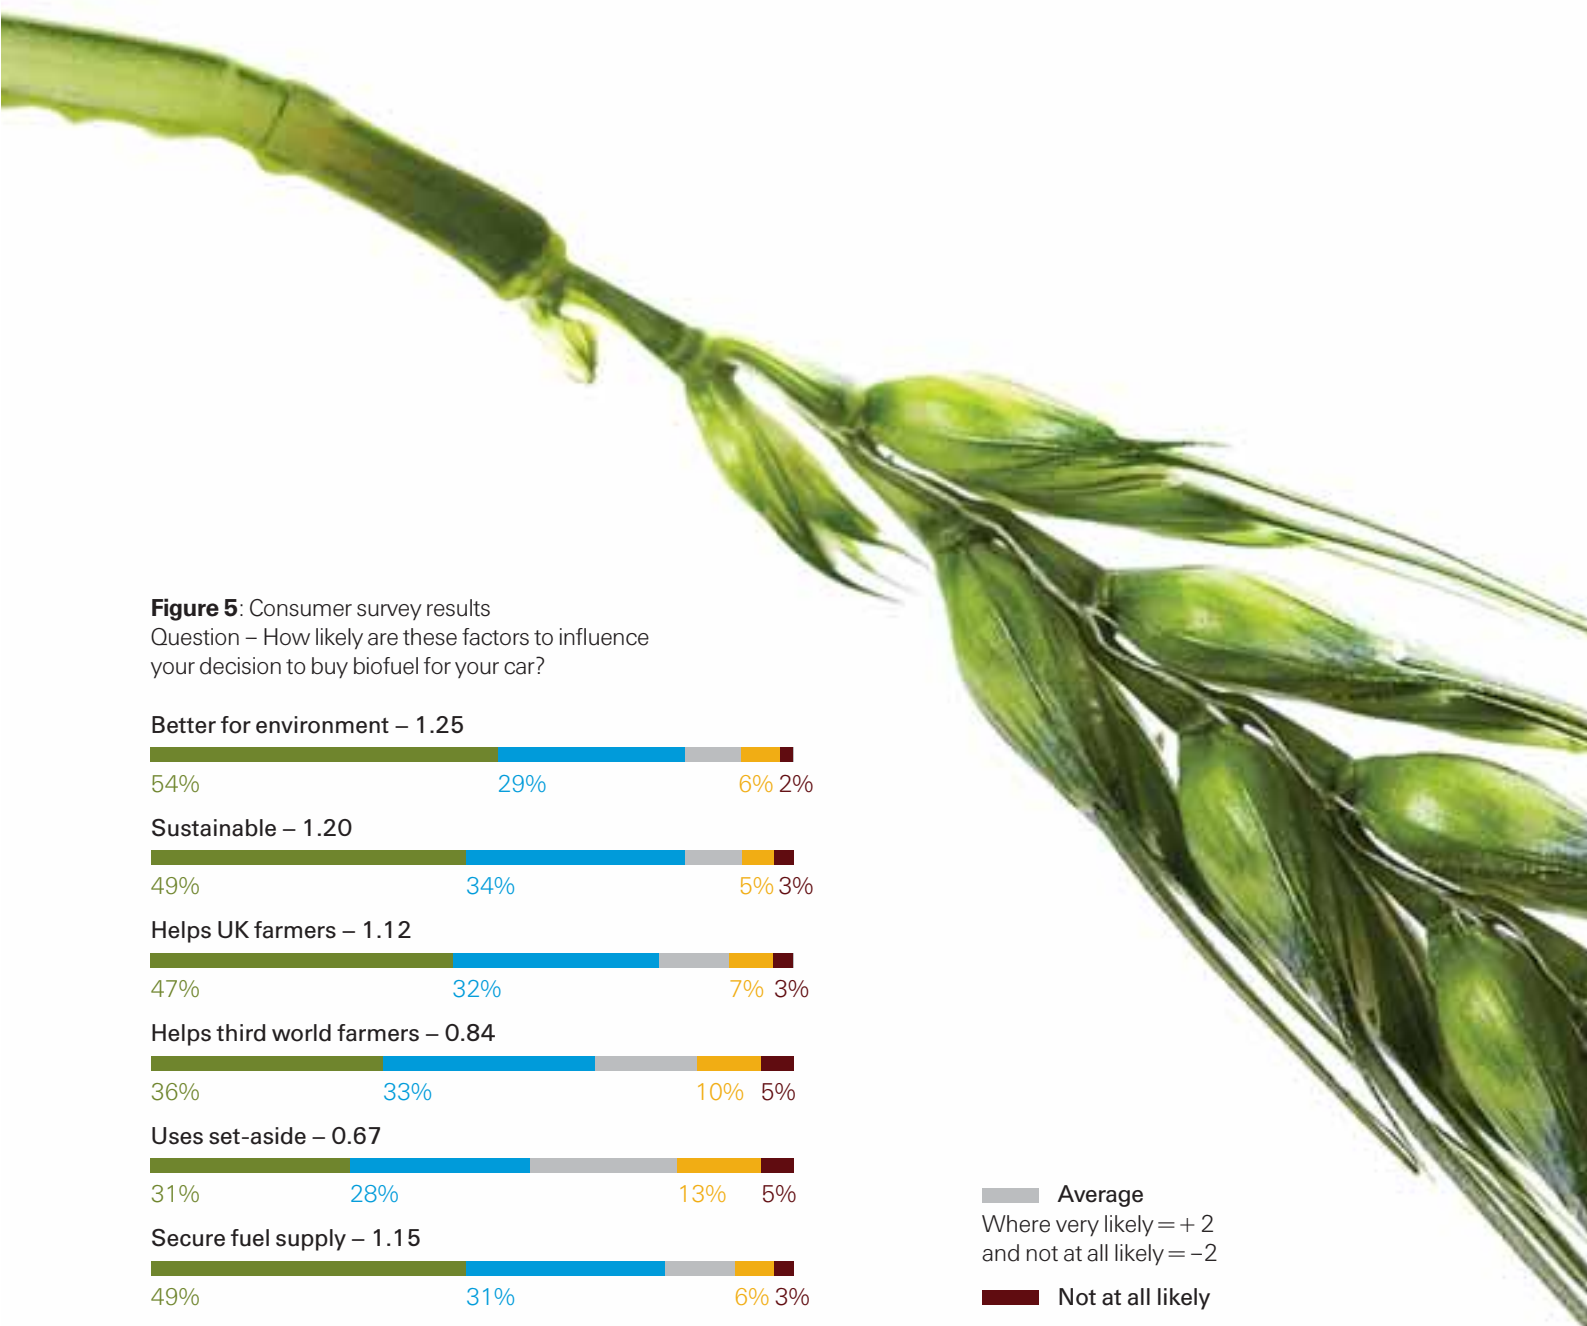 Figure 5: Consumer survey results
Question – How likely are these factors to influence
your decision to buy biofuel for your car?
Better for environment – 1.25
54% 29% 6% 2%
Sustainable – 1.20
49% 34% 5% 3%
Helps UK farmers – 1.12
47% 32% 7% 3%
Helps third world farmers – 0.84
36% 33% 10% 5%
Uses set-aside – 0.67
31% 28% 13% 5%
Secure fuel supply – 1.15
49% 31% 6% 3%
Average
Where very likely = + 2
and not at all likely = –2
Not at all likely